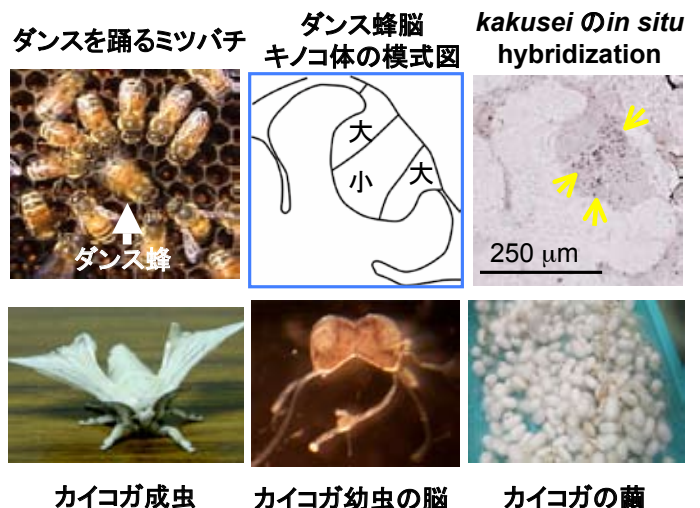 ダンスを踊るミツバチ
ダンス蜂脳
キノコ体の模式図
kakusei のin situ
hybridization
ダンス蜂
大
小
大
250 μm
カイコガ成虫
カイコガ幼虫の脳
カイコガの繭